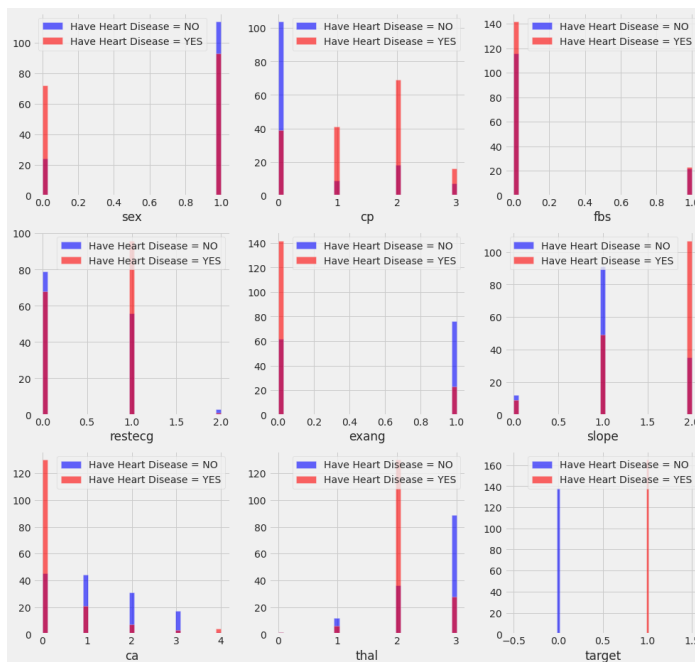 Have Heart Disease = NO
Have Heart Disease = YES
100
80
60
40
20
0
0.0 0.2 0.4 0.6 0.8 1.0
sex
Have Heart Disease = NO
Have Heart Disease = YES
100
80
60
40
20
0
0 1 2 3
cp
Have Heart Disease = NO
Have Heart Disease = YES
140
120
100
80
60
40
20
0
0.0 0.2 0.4 0.6 0.8 1.0
fbs
Have Heart Disease = NO
Have Heart Disease = YES
100
80
60
40
20
0
0.0 0.5 1.0 1.5 2.0
restecg
Have Heart Disease = NO
Have Heart Disease = YES
140
120
100
80
60
40
20
0
0.0 0.2 0.4 0.6 0.8 1.0
exang
Have Heart Disease = NO
Have Heart Disease = YES
100
80
60
40
20
0
0.0 0.5 1.0 1.5 2.0
slope
Have Heart Disease = NO
Have Heart Disease = YES
120
100
80
60
40
20
0
0 1 2 3 4
ca
Have Heart Disease = NO
Have Heart Disease = YES
120
100
80
60
40
20
0
0 1 2 3
thal
Have Heart Disease = NO
Have Heart Disease = YES
160
140
120
100
80
60
40
20
0
-0.5 0.0 0.5 1.0 1.5
target